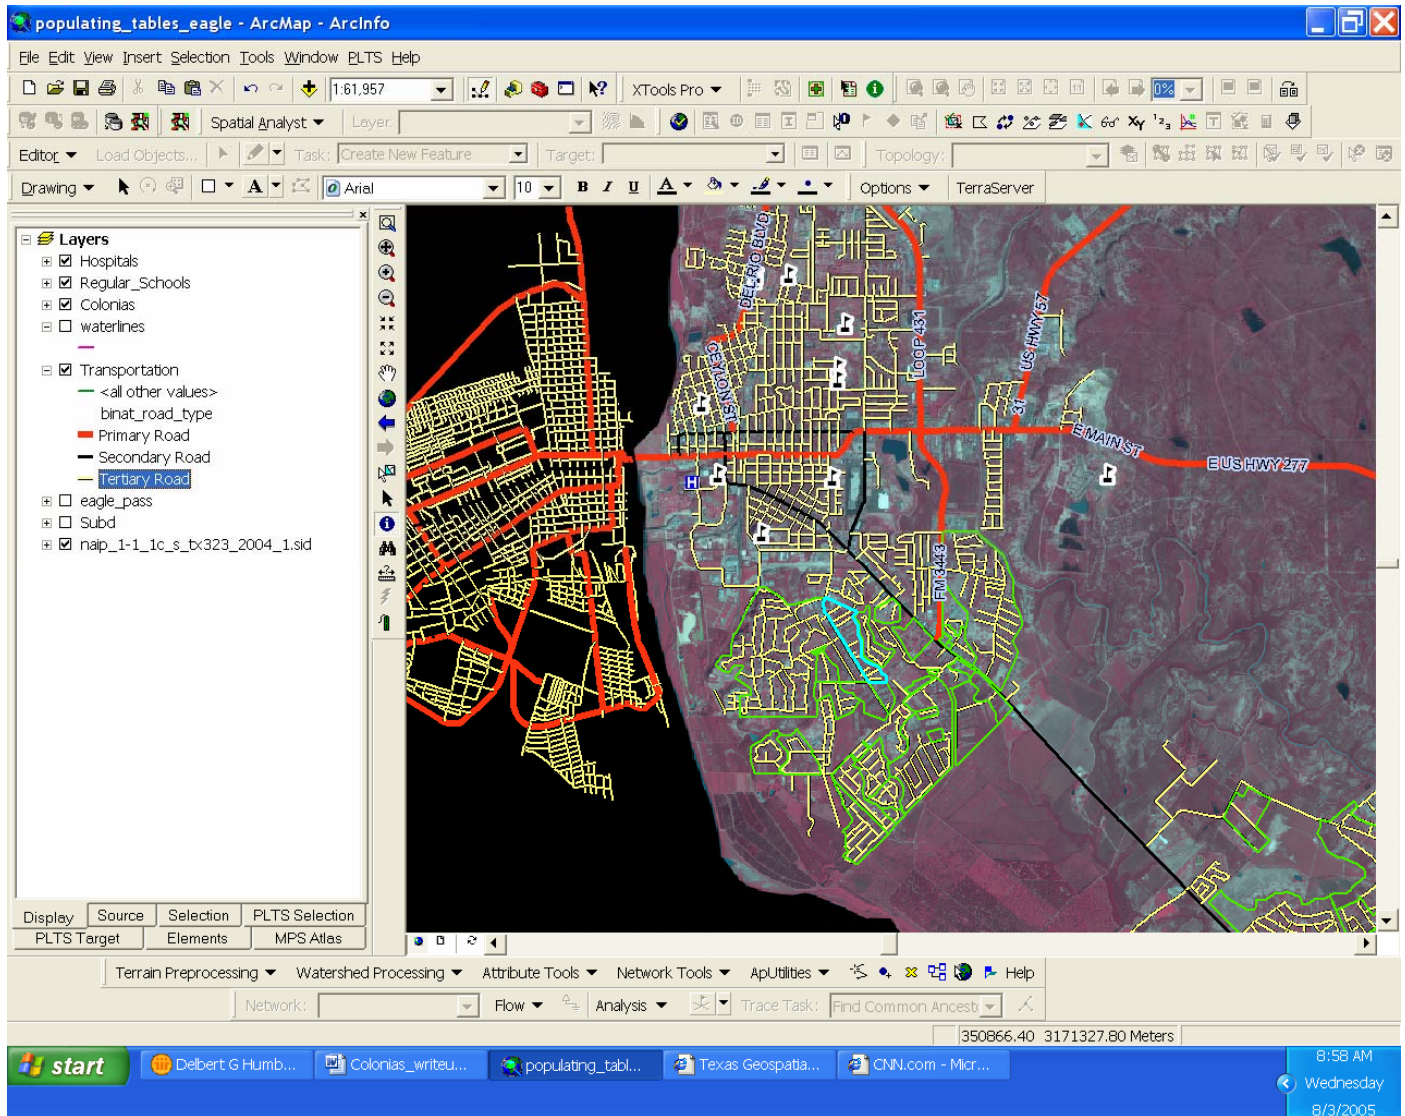 populating_tables_eagle - ArcMap - ArcInfo
File Edit View Insert Selection Tools Window PLTS Help
1:61,957 XTools Pro 0%
Spatial Analyst Layer:
Editor Load Objects... Task: Create New Feature Target: Topology:
Drawing A Arial 10 B I U A Options TerraServer
Layers
Hospitals
Regular_Schools
Colonias
waterlines
Transportation
<all other values>
binat_road_type
Primary Road
Secondary Road
Tertiary Road
eagle_pass
Subd
naip_1-1_1c_s_tx323_2004_1.sid
DEL RIO BLVD
LOOP 431
US HWY 57
CEYLON ST
31
E MAIN ST
E US HWY 277
H
FM 3443
Display Source Selection PLTS Selection
PLTS Target Elements MPS Atlas
Terrain Preprocessing Watershed Processing Attribute Tools Network Tools ApUtilities Help
Network: Flow Analysis Trace Task: Find Common Ancest
350866.40 3171327.80 Meters
start Delbert G Humb... Colonias_writeu... populating_tabl... Texas Geospatia... CNN.com - Micr...
8:58 AM
Wednesday
8/3/2005